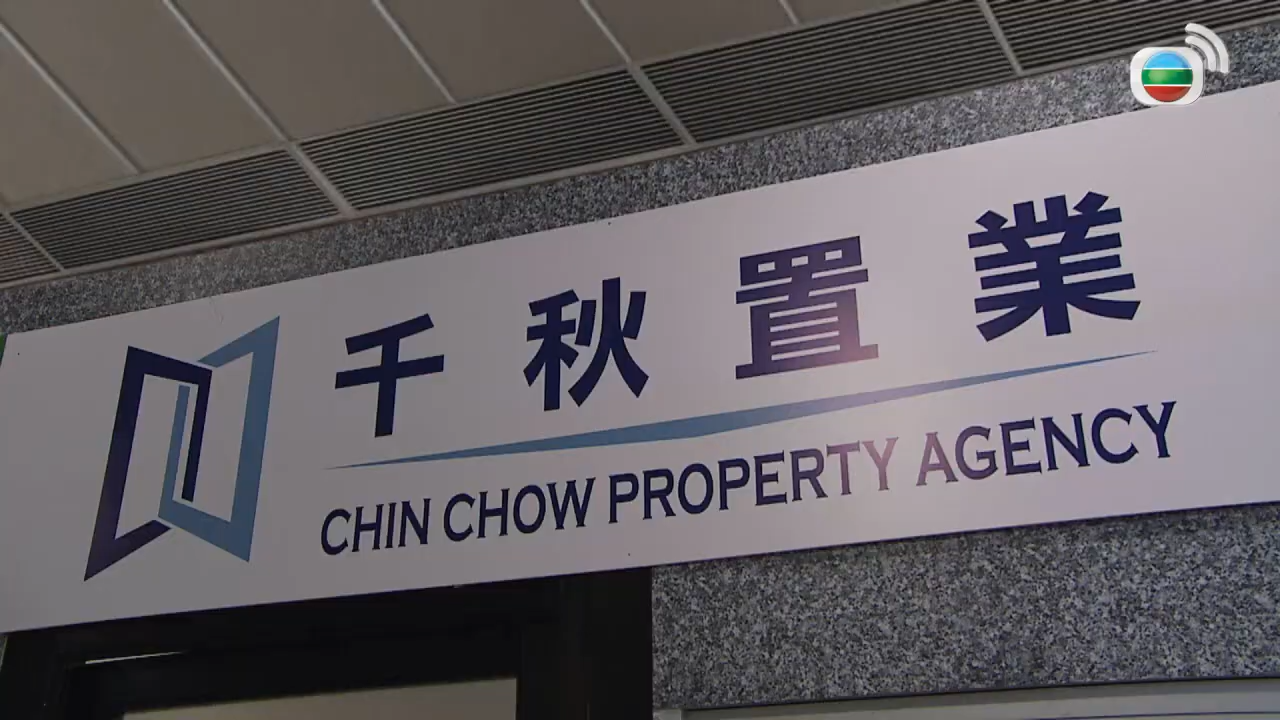 千秋置業
CHIN CHOW PROPERTY AGENCY